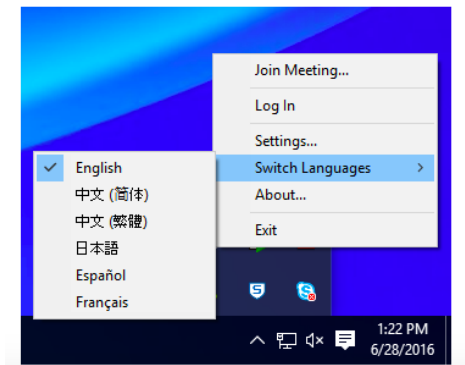 Join Meeting...
Log In
Settings...
Switch Languages
About...
Exit
English
中文 (简体)
中文 (繁體)
日本語
Español
Français
1:22 PM
6/28/2016